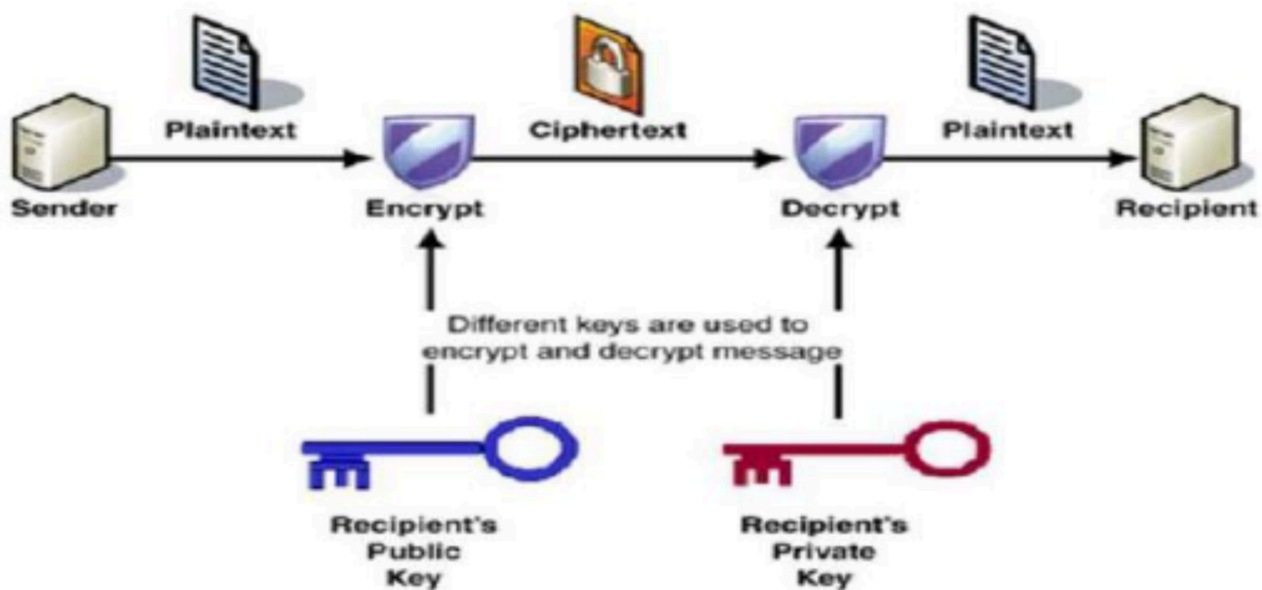 Plaintext
Ciphertext
Plaintext
Sender
Encrypt
Decrypt
Recipient
Different keys are used to
encrypt and decrypt message
Recipient's
Public
Key
Recipient's
Private
Key